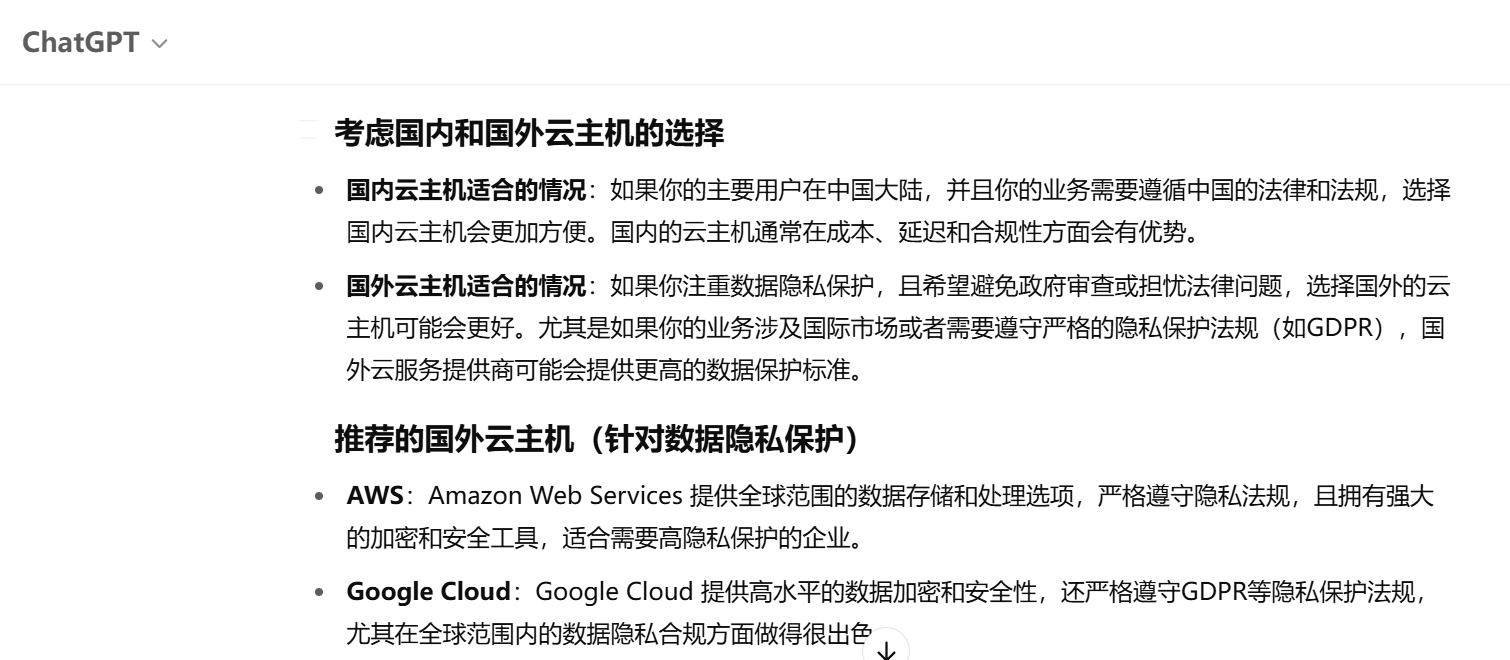 ChatGPT
考虑国内和国外云主机的选择
国内云主机适合的情况：如果你的主要用户在中国大陆，并且你的业务需要遵循中国的法律和法规，选择
国内云主机会更加方便。国内的云主机通常在成本、延迟和合规性方面会有优势。
国外云主机适合的情况：如果你注重数据隐私保护，且希望避免政府审查或担忧法律问题，选择国外的云
主机可能会更好。尤其是如果你的业务涉及国际市场或者需要遵守严格的隐私保护法规（如GDPR），国
外云服务提供商可能会提供更高的数据保护标准。
推荐的国外云主机（针对数据隐私保护）
AWS：Amazon Web Services 提供全球范围的数据存储和处理选项，严格遵守隐私法规，且拥有强大
的加密和安全工具，适合需要高隐私保护的企业。
Google Cloud：Google Cloud 提供高水平的数据加密和安全性，还严格遵守GDPR等隐私保护法规，
尤其在全球范围内的数据隐私合规方面做得很出色